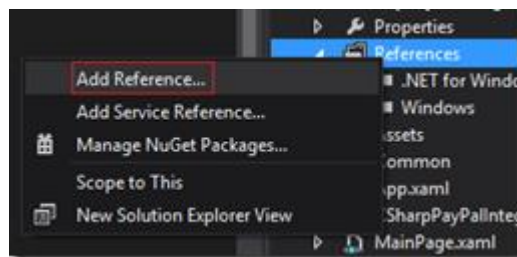 Properties
References
Add Reference...
.NET for Windo
Add Service Reference...
Windows
Manage NuGet Packages...
ssets
ommon
Scope to This
pp.xaml
New Solution Explorer View
SharpPayPalInteg
MainPage.xaml